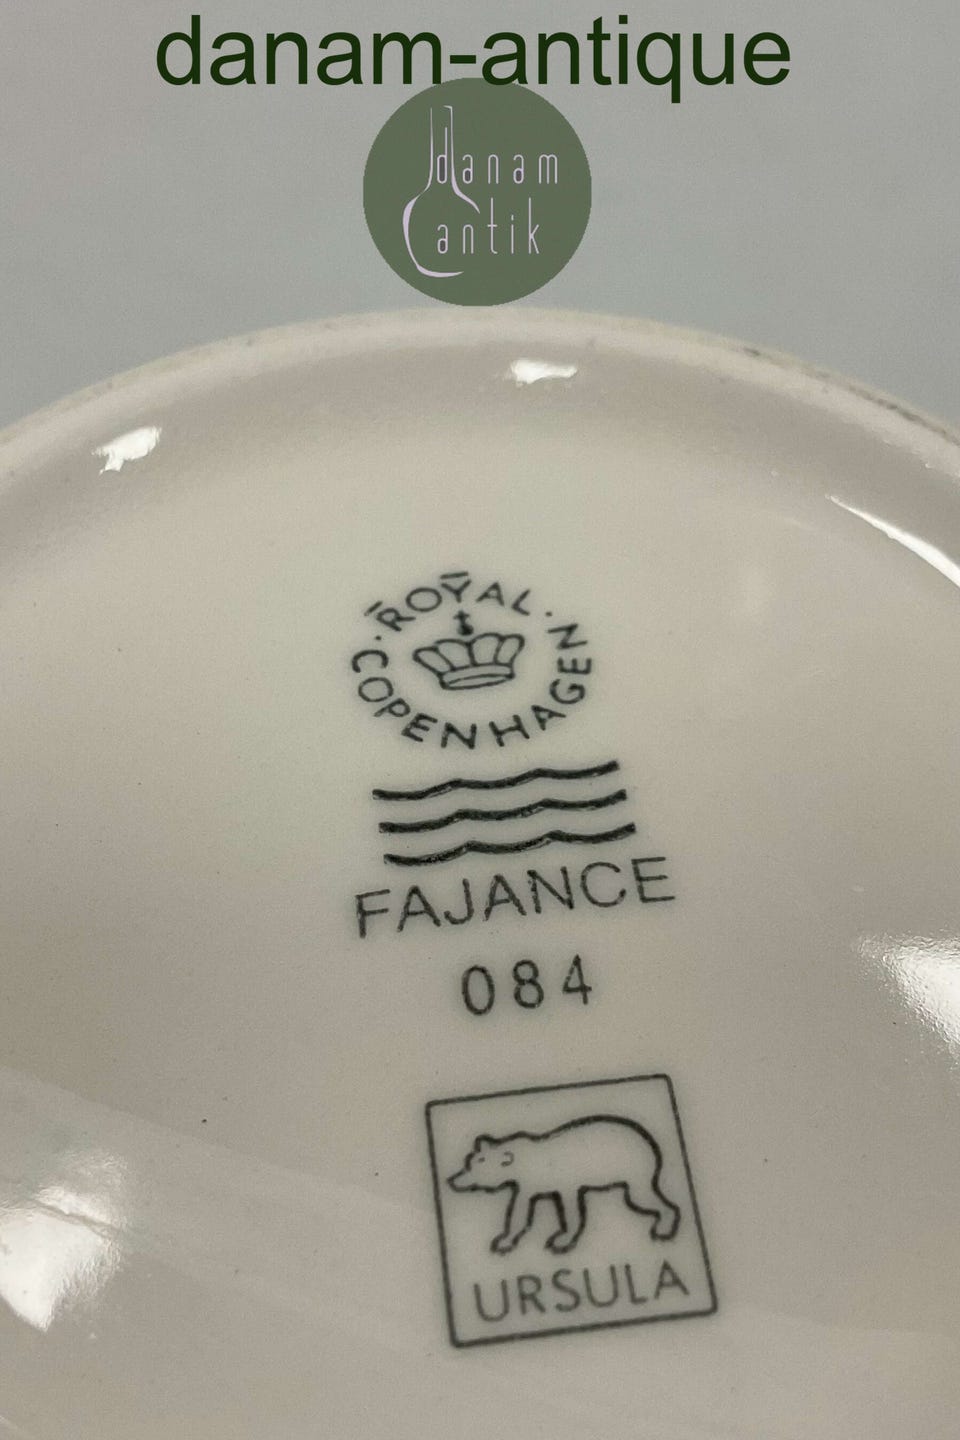 danam-antique
danam
antik
ROYAL
COPENHAGEN
FAJANCE
084
URSULA